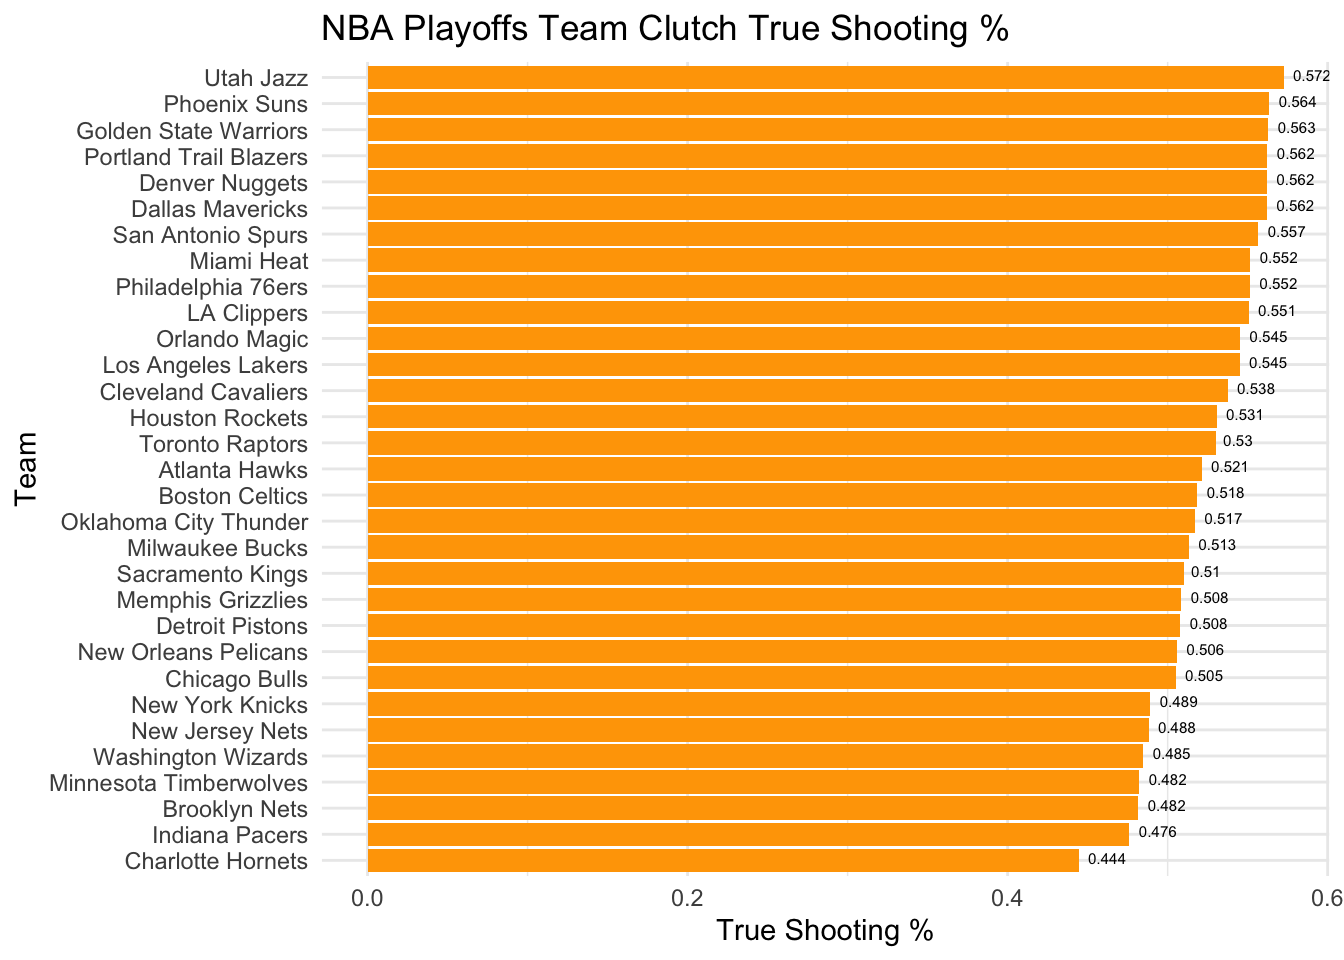 NBA Playoffs Team Clutch True Shooting %
Team
Utah Jazz 0.572
Phoenix Suns 0.564
Golden State Warriors 0.563
Portland Trail Blazers 0.562
Denver Nuggets 0.562
Dallas Mavericks 0.562
San Antonio Spurs 0.557
Miami Heat 0.552
Philadelphia 76ers 0.552
LA Clippers 0.551
Orlando Magic 0.545
Los Angeles Lakers 0.545
Cleveland Cavaliers 0.538
Houston Rockets 0.531
Toronto Raptors 0.53
Atlanta Hawks 0.521
Boston Celtics 0.518
Oklahoma City Thunder 0.517
Milwaukee Bucks 0.513
Sacramento Kings 0.51
Memphis Grizzlies 0.508
Detroit Pistons 0.508
New Orleans Pelicans 0.506
Chicago Bulls 0.505
New York Knicks 0.489
New Jersey Nets 0.488
Washington Wizards 0.485
Minnesota Timberwolves 0.482
Brooklyn Nets 0.482
Indiana Pacers 0.476
Charlotte Hornets 0.444
0.0 0.2 0.4 0.6
True Shooting %